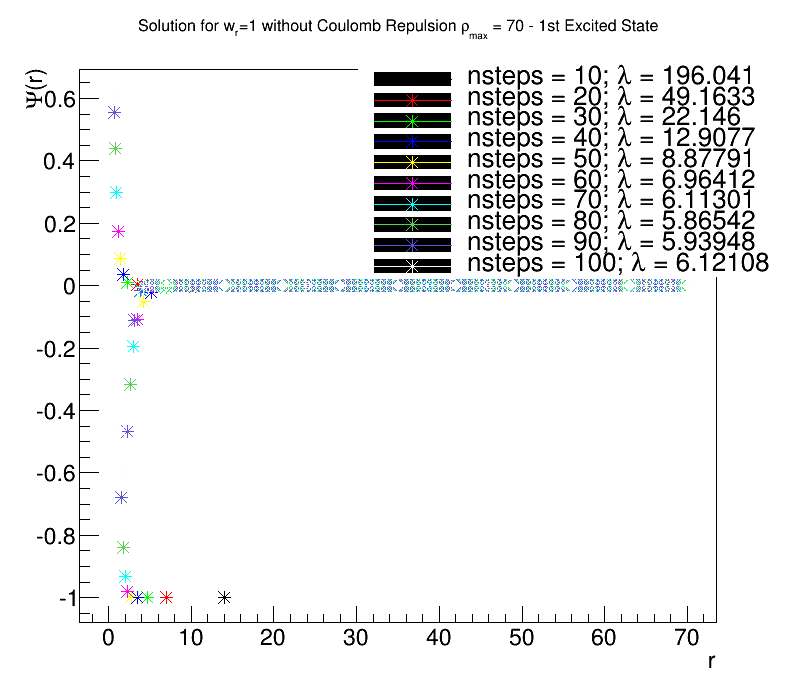 Solution for wr=1 without Coulomb Repulsion ρmax = 70 - 1st Excited State
Ψ(r)
nsteps = 10; λ = 196.041
nsteps = 20; λ = 49.1633
nsteps = 30; λ = 22.146
nsteps = 40; λ = 12.9077
nsteps = 50; λ = 8.87791
nsteps = 60; λ = 6.96412
nsteps = 70; λ = 6.11301
nsteps = 80; λ = 5.86542
nsteps = 90; λ = 5.93948
nsteps = 100; λ = 6.12108
0.6
0.4
0.2
0
-0.2
-0.4
-0.6
-0.8
-1
0 10 20 30 40 50 60 70
r